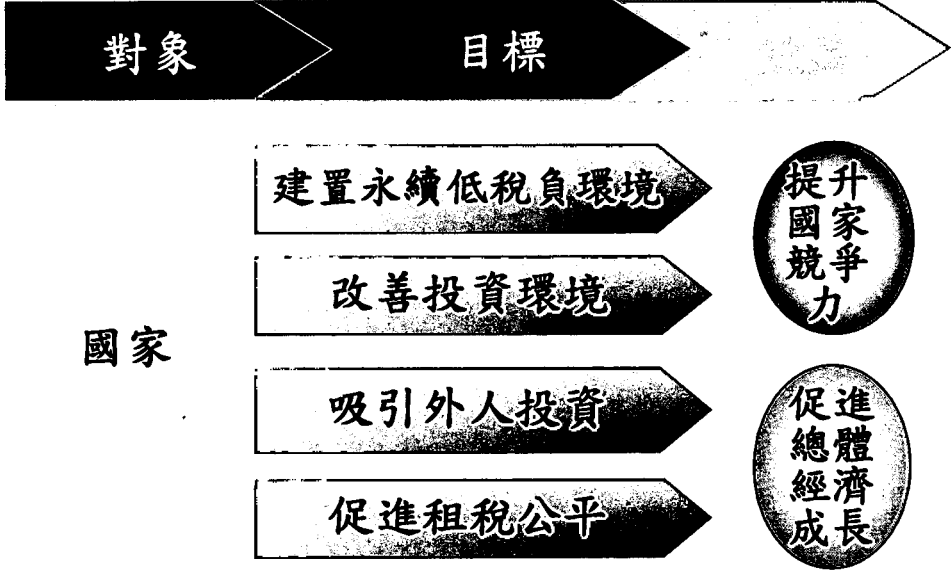 對象
目標
建置永續低稅負環境
改善投資環境
國家
吸引外人投資
促進租稅公平
提升
國家
競爭
力
促進
總體
經濟
成長